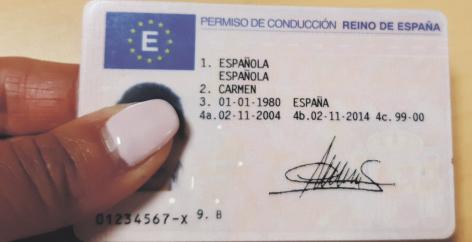 E
PERMISO DE CONDUCCIÓN REINO DE ESPAÑA
1. ESPAÑOLA
ESPAÑOLA
2. CARMEN
3. 01-01-1980 ESPAÑA
4a.02-11-2004 4b.02-11-2014 4c.99-00
01234567-X 9. B